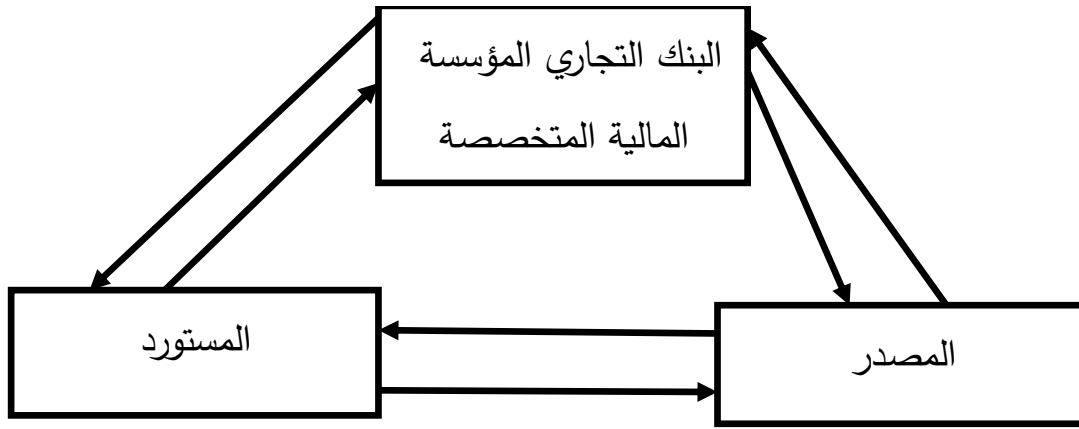 البنك التجاري المؤسسة
المالية المتخصصة
المستورد
المصدر